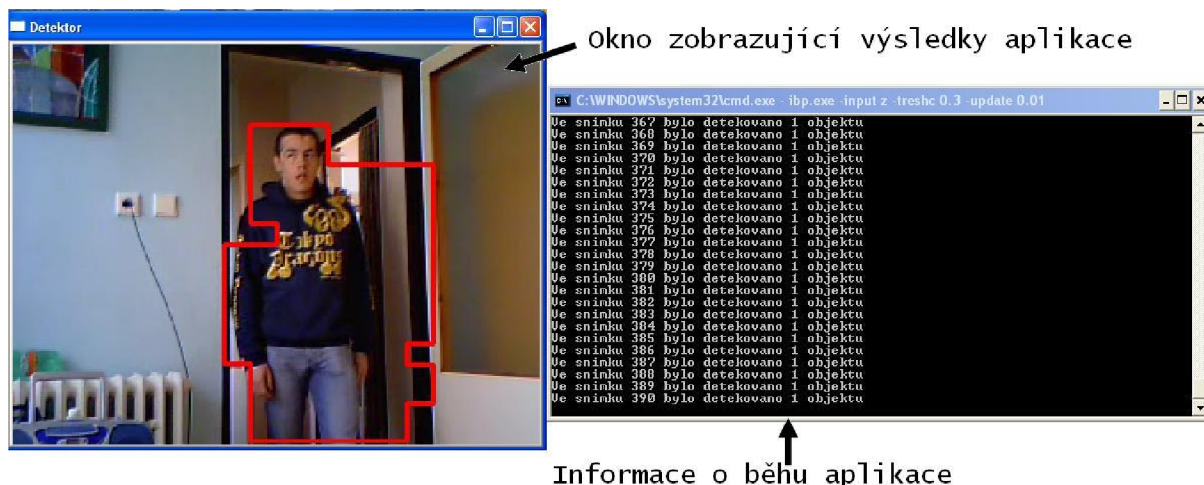 Detektor
Okno zobrazující výsledky aplikace
C:\WINDOWS\system32\cmd.exe - ibp.exe -input z -treshc 0.3 -update 0.01
Ve snimku 367 bylo detekovano 1 objektu
Ve snimku 368 bylo detekovano 1 objektu
Ve snimku 369 bylo detekovano 1 objektu
Ve snimku 370 bylo detekovano 1 objektu
Ve snimku 371 bylo detekovano 1 objektu
Ve snimku 372 bylo detekovano 1 objektu
Ve snimku 373 bylo detekovano 1 objektu
Ve snimku 374 bylo detekovano 1 objektu
Ve snimku 375 bylo detekovano 1 objektu
Ve snimku 376 bylo detekovano 1 objektu
Ve snimku 377 bylo detekovano 1 objektu
Ve snimku 378 bylo detekovano 1 objektu
Ve snimku 379 bylo detekovano 1 objektu
Ve snimku 380 bylo detekovano 1 objektu
Ve snimku 381 bylo detekovano 1 objektu
Ve snimku 382 bylo detekovano 1 objektu
Ve snimku 383 bylo detekovano 1 objektu
Ve snimku 384 bylo detekovano 1 objektu
Ve snimku 385 bylo detekovano 1 objektu
Ve snimku 386 bylo detekovano 1 objektu
Ve snimku 387 bylo detekovano 1 objektu
Ve snimku 388 bylo detekovano 1 objektu
Ve snimku 389 bylo detekovano 1 objektu
Ve snimku 390 bylo detekovano 1 objektu
Informace o běhu aplikace